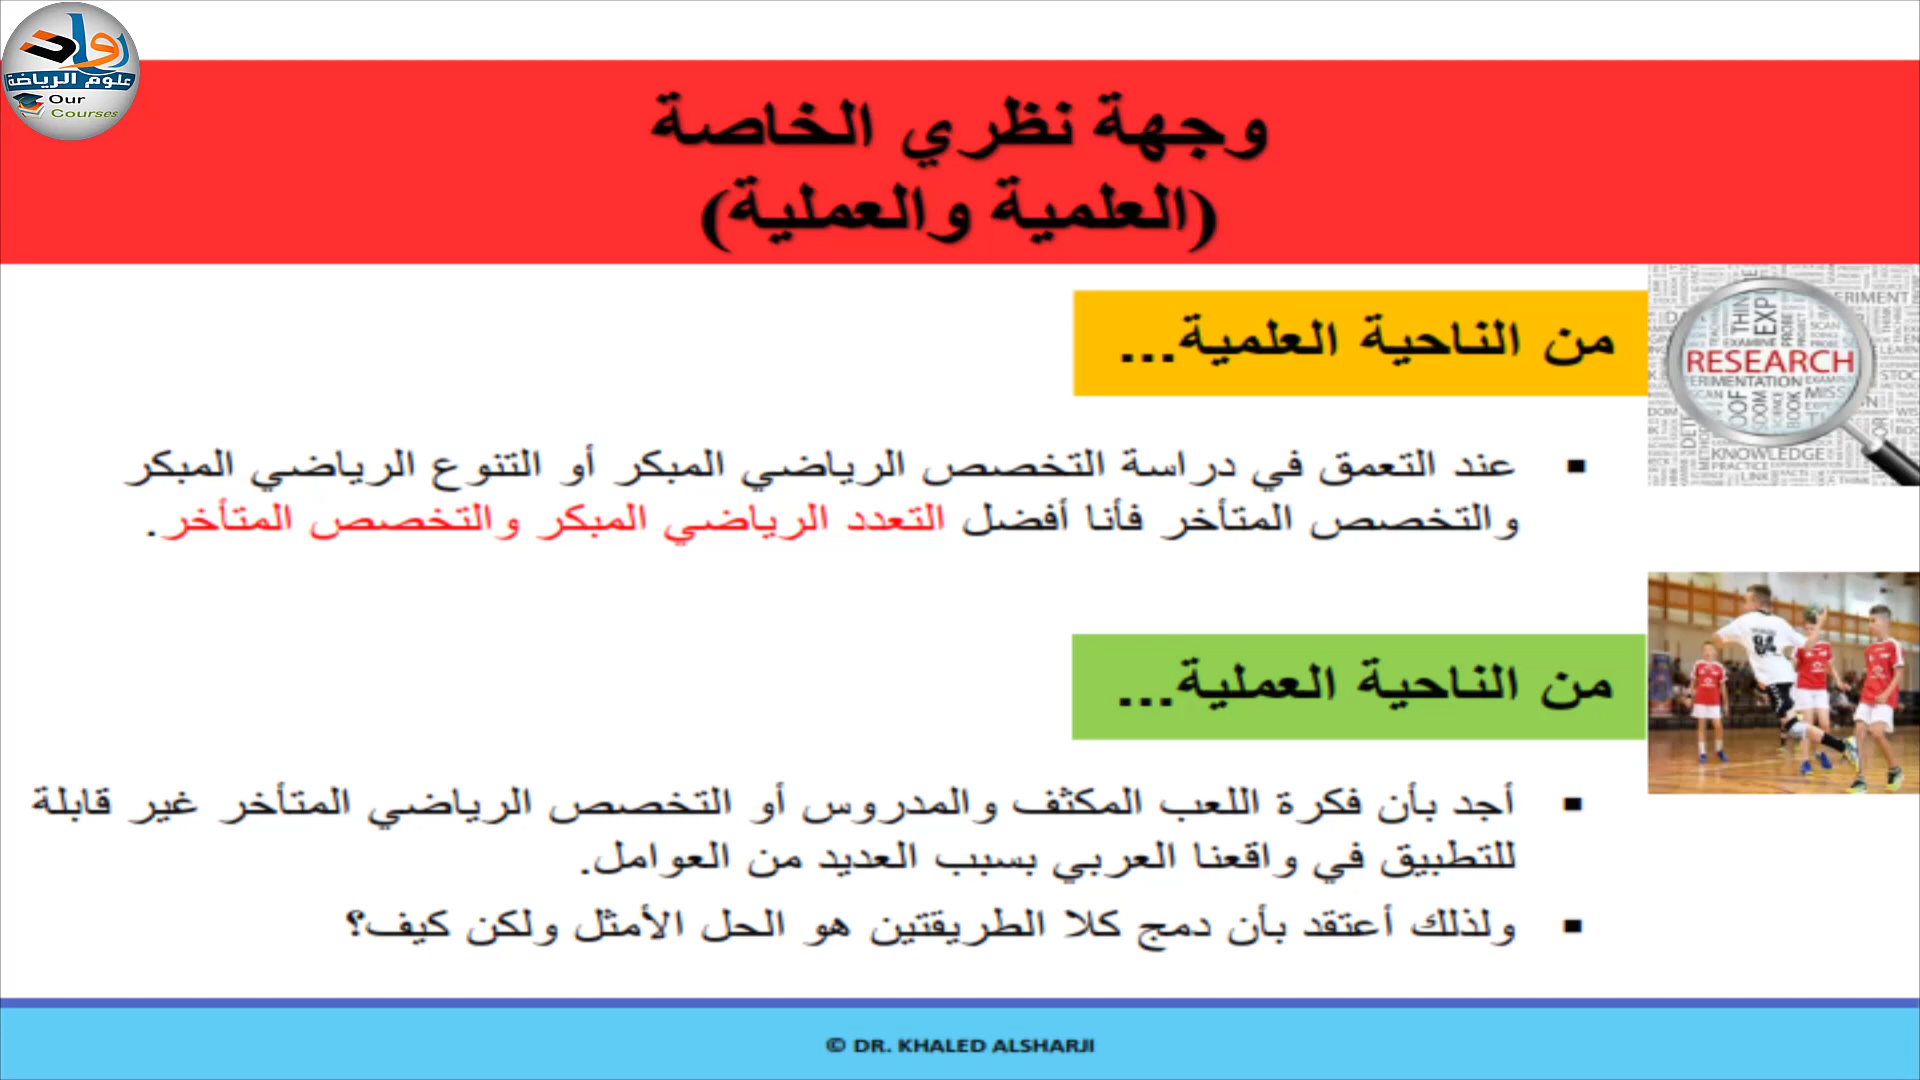 رواد
علوم الرياضة
Our
Courses
وجهة نظري الخاصة
(العلمية والعملية)
من الناحية العلمية...
RESEARCH
KNOWLEDGE
PRACTICE
▪ عند التعمق في دراسة التخصص الرياضي المبكر أو التنوع الرياضي المبكر
والتخصص المتأخر فأنا أفضل التعدد الرياضي المبكر والتخصص المتأخر.
من الناحية العملية...
▪ أجد بأن فكرة اللعب المكثف والمدروس أو التخصص الرياضي المتأخر غير قابلة
للتطبيق في واقعنا العربي بسبب العديد من العوامل.
▪ ولذلك أعتقد بأن دمج كلا الطريقتين هو الحل الأمثل ولكن كيف؟
© DR. KHALED ALSHARJI